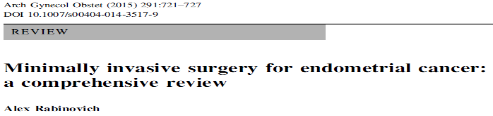 Arch Gynecol Obstet (2015) 291:721–727
DOI 10.1007/s00404-014-3517-9
REVIEW
Minimally invasive surgery for endometrial cancer:
a comprehensive review
Alex Rabinovich